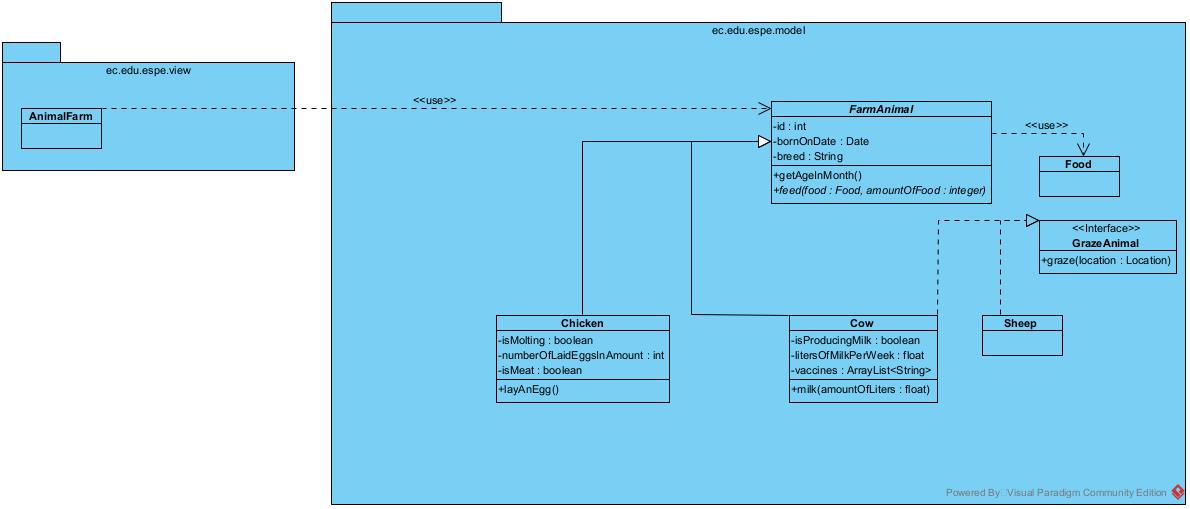 ec.edu.espe.view
AnimalFarm
ec.edu.espe.model
<<use>>
FarmAnimal
-id : int
-bornOnDate : Date
-breed : String
+getAgeInMonth()
+feed(food : Food, amountOfFood : integer)
<<use>>
Food
<<Interface>>
GrazeAnimal
+graze(location : Location)
Chicken
-isMolting : boolean
-numberOfLaidEggsInAmount : int
-isMeat : boolean
+layAnEgg()
Cow
-isProducingMilk : boolean
-litersOfMilkPerWeek : float
-vaccines : ArrayList<String>
+milk(amountOfLiters : float)
Sheep
Powered By Visual Paradigm Community Edition